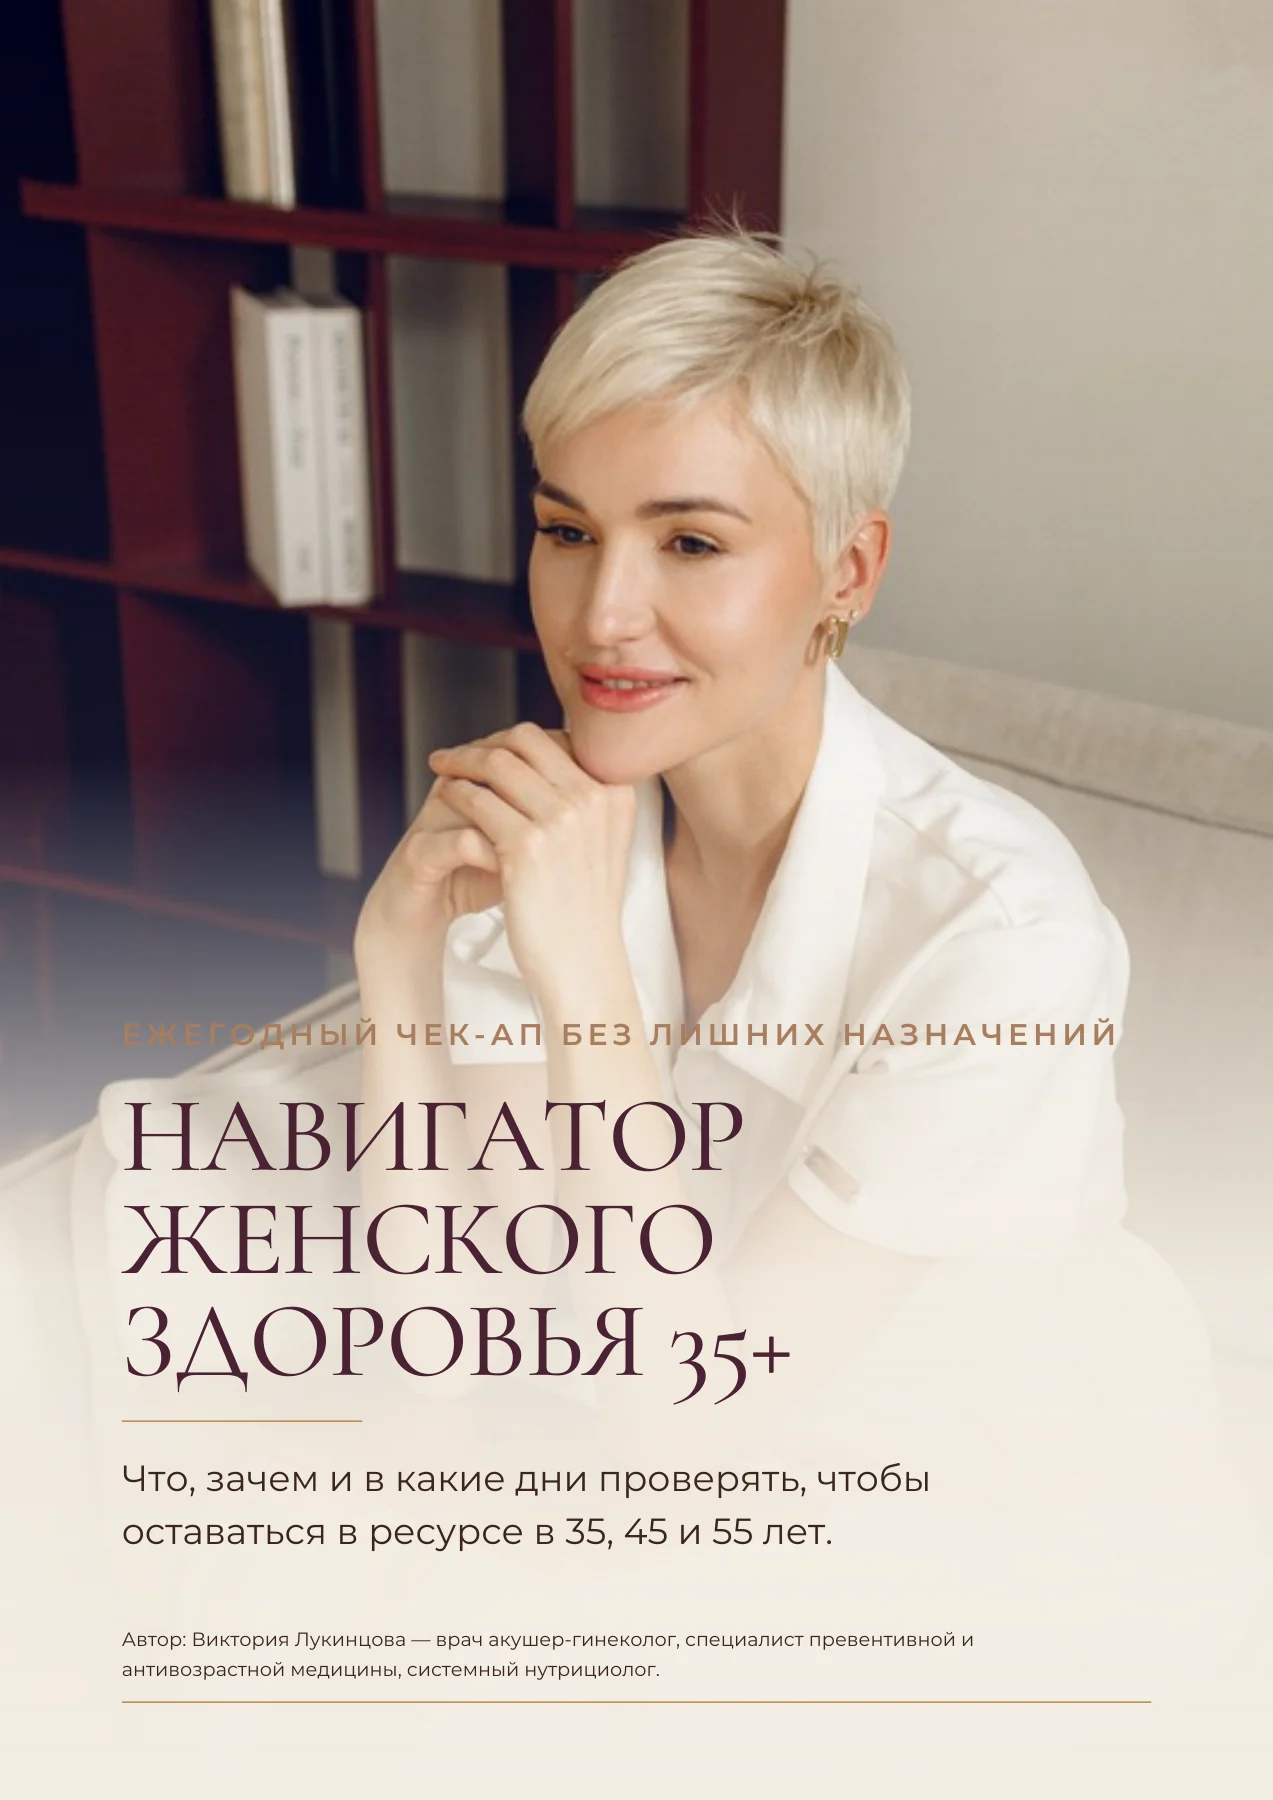 ЕЖЕГОДНЫЙ ЧЕК-АП БЕЗ ЛИШНИХ НАЗНАЧЕНИЙ
НАВИГАТОР
ЖЕНСКОГО
ЗДОРОВЬЯ 35+
Что, зачем и в какие дни проверять, чтобы
оставаться в ресурсе в 35, 45 и 55 лет.
Автор: Виктория Лукинцова — врач акушер-гинеколог, специалист превентивной и
антивозрастной медицины, системный нутрициолог.